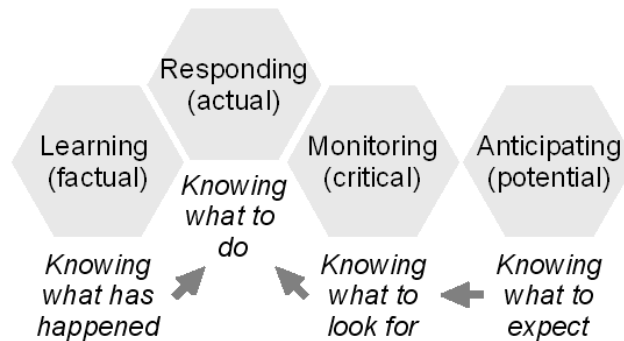 Responding
(actual)
Learning
(factual)
Monitoring
(critical)
Anticipating
(potential)
Knowing
what to
do
Knowing
what has
happened
Knowing
what to
look for
Knowing
what to
expect